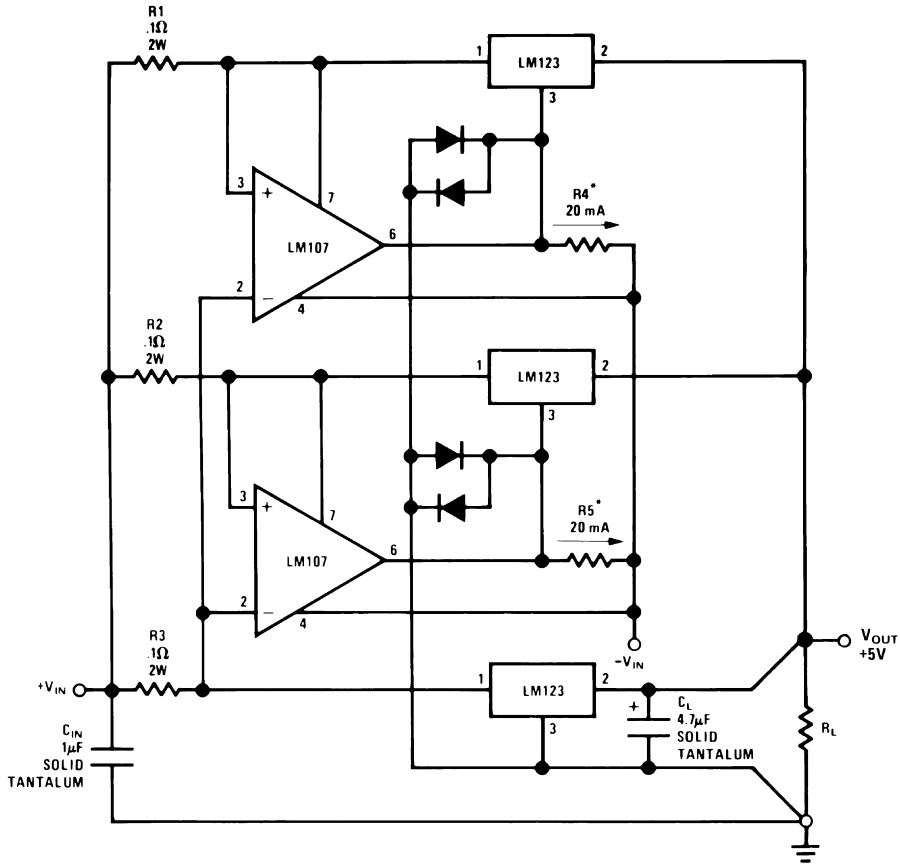 R1
.1Ω
2W
1
LM123
2
3
3
+
7
R4*
20 mA
LM107
6
2
−
4
R2
.1Ω
2W
1
LM123
2
3
3
+
7
R5*
20 mA
LM107
6
2
−
4
R3
.1Ω
2W
−VIN
VOUT
+5V
+VIN
1
LM123
2
3
+
CL
4.7μF
SOLID
TANTALUM
RL
CIN
1μF
SOLID
TANTALUM